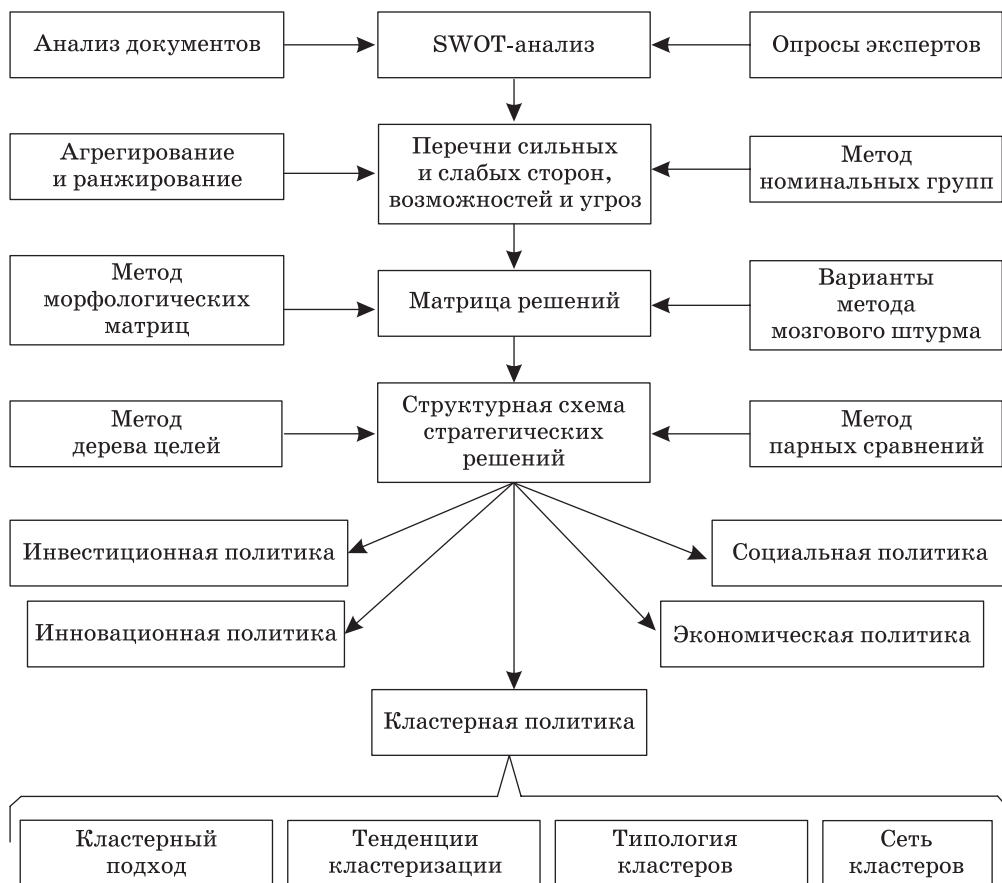 Анализ документов
SWOT-анализ
Опросы экспертов
Агрегирование
и ранжирование
Перечни сильных
и слабых сторон,
возможностей и угроз
Метод
номинальных групп
Метод
морфологических
матриц
Матрица решений
Варианты
метода
мозгового штурма
Метод
дерева целей
Структурная схема
стратегических
решений
Метод
парных сравнений
Инвестиционная политика
Социальная политика
Инновационная политика
Экономическая политика
Кластерная политика
Кластерный
подход
Тенденции
кластеризации
Типология
кластеров
Сеть
кластеров